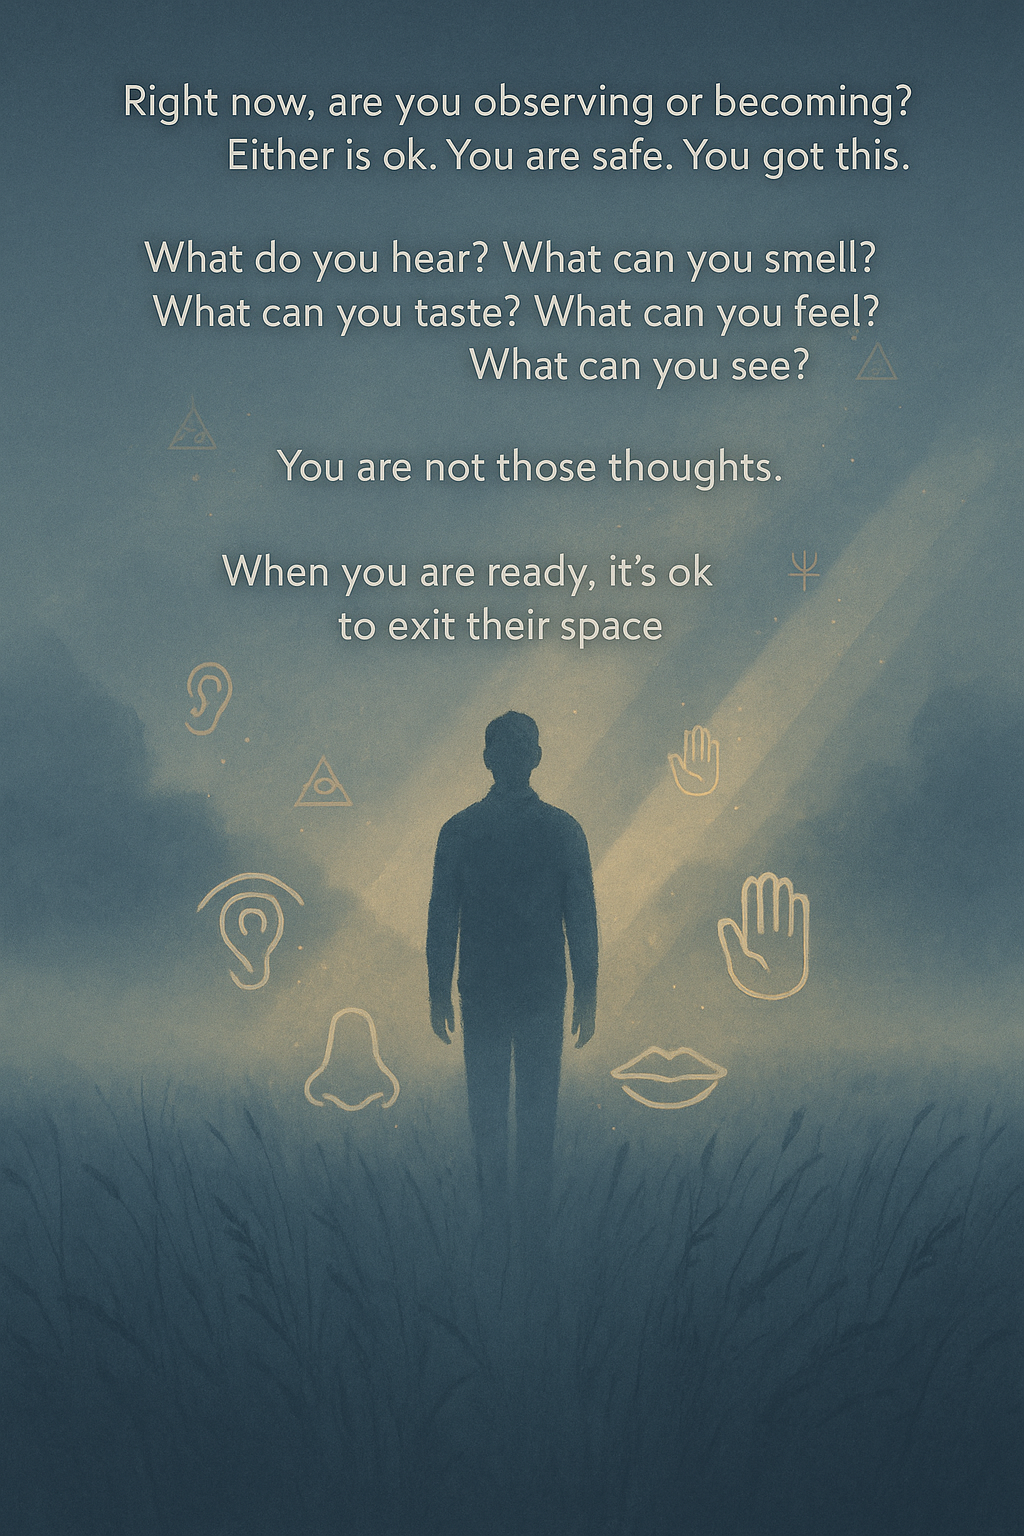 Right now, are you observing or becoming?
Either is ok. You are safe. You got this.
What do you hear? What can you smell?
What can you taste? What can you feel?
What can you see?
You are not those thoughts.
When you are ready, it’s ok
to exit their space